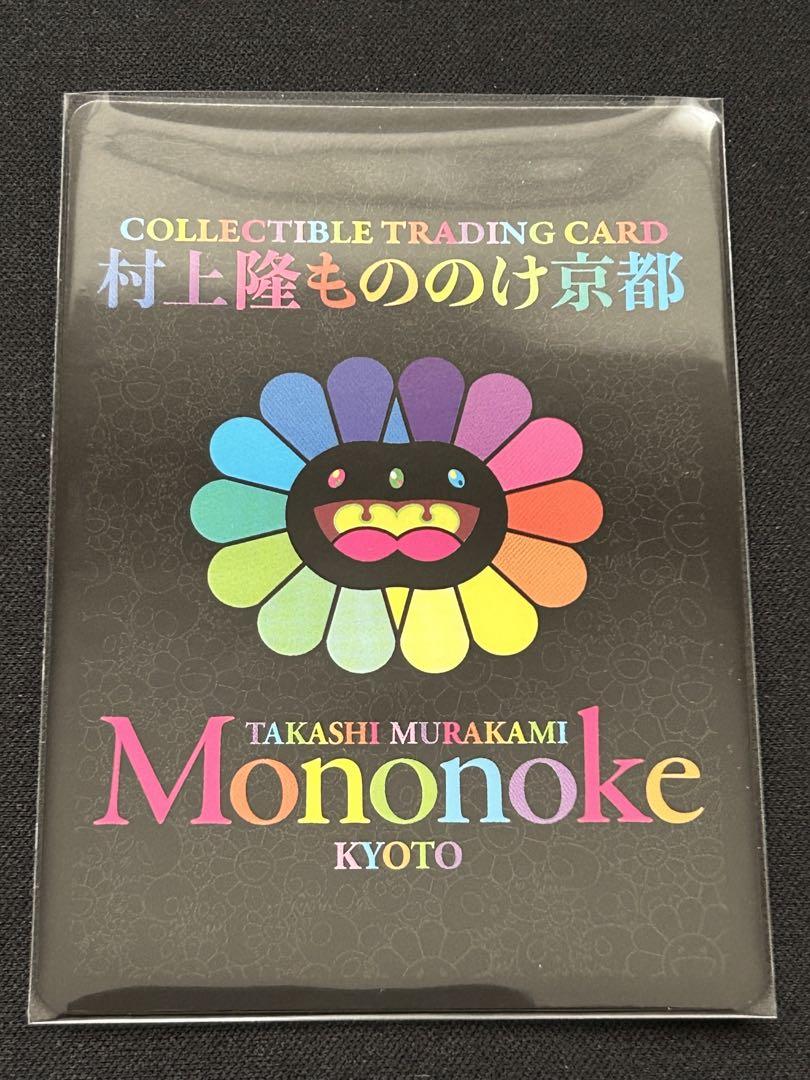 COLLECTIBLE TRADING CARD
村上隆もののけ京都
TAKASHI MURAKAMI
Mononoke
KYOTO